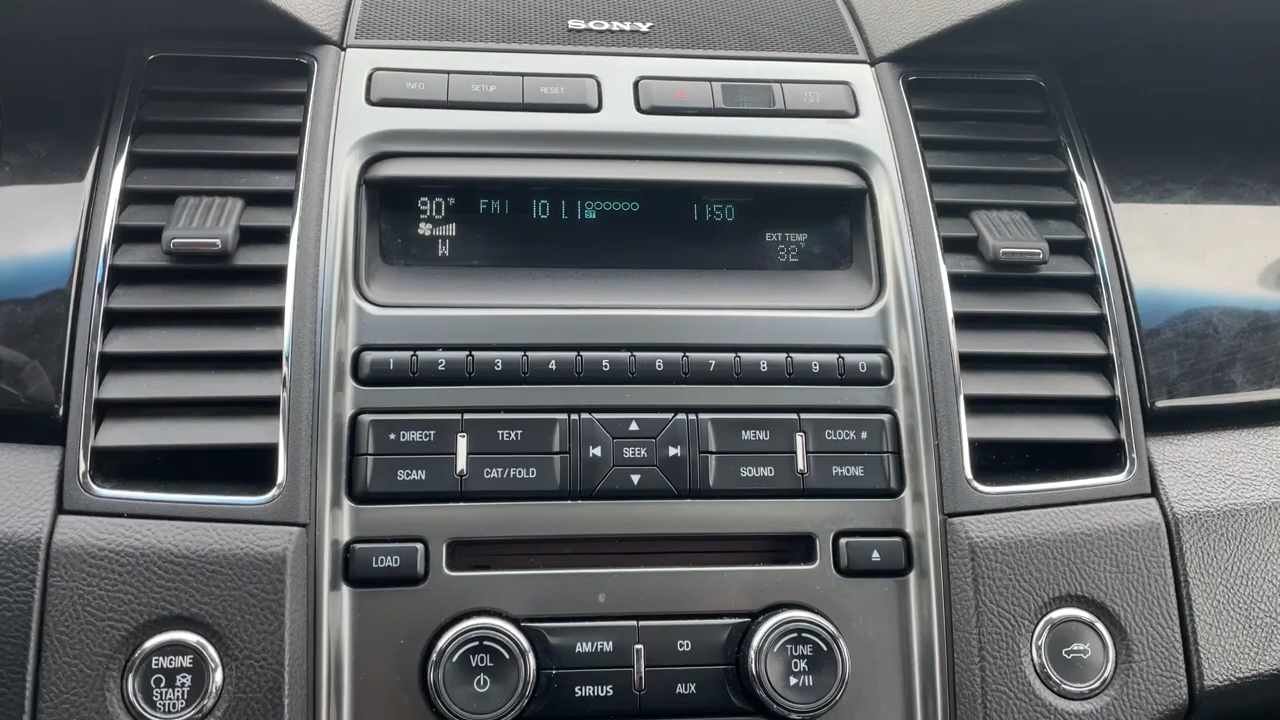 SONY
INFO SETUP RESET
TCS OFF
90°F FM1 101.1 ST 11:50
W
EXT TEMP
32°F
1 2 3 4 5 6 7 8 9 0
* DIRECT TEXT MENU CLOCK #
SEEK
SCAN CAT/FOLD SOUND PHONE
LOAD
AM/FM CD
VOL
TUNE
OK
SIRIUS AUX
ENGINE
START
STOP